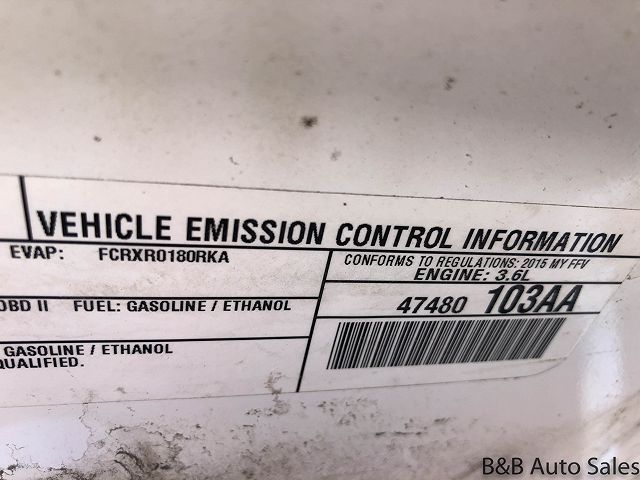 VEHICLE EMISSION CONTROL INFORMATION
EVAP: FCRXR0180RKA
CONFORMS TO REGULATIONS: 2015 MY FFV
ENGINE: 3.6L
OBD II FUEL: GASOLINE / ETHANOL
47480 103AA
GASOLINE / ETHANOL
QUALIFIED.
B&B Auto Sales